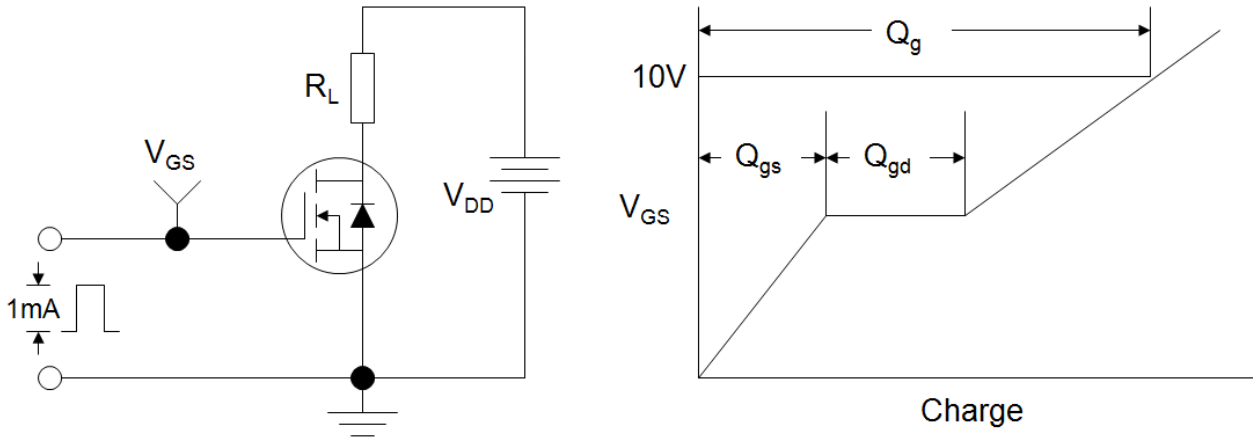 R_L
V_GS
V_DD
1mA
Q_g
10V
Q_gs
Q_gd
V_GS
Charge